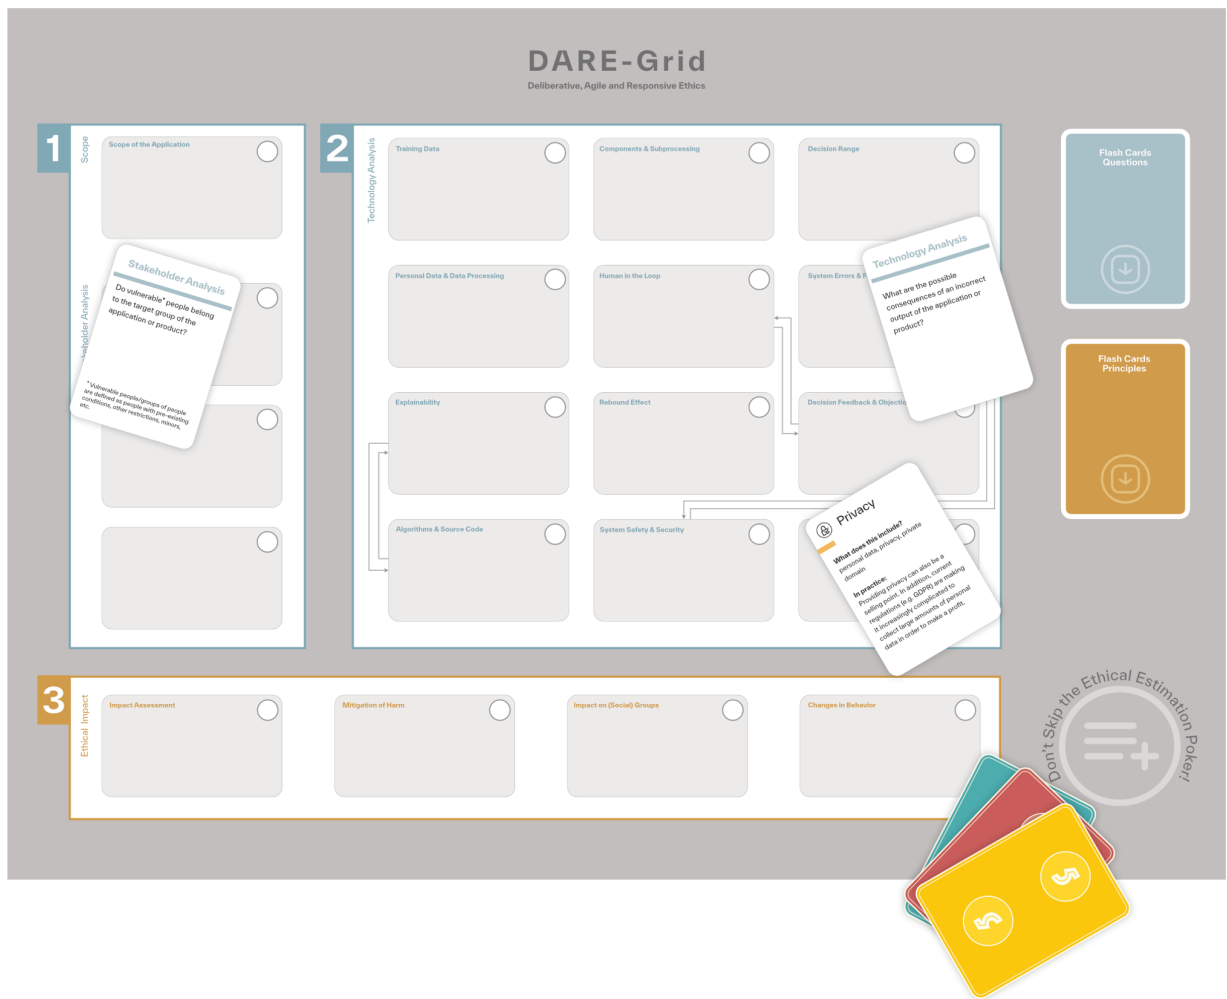 DARE-Grid
Deliberative, Agile and Responsive Ethics
1
Scope
Scope of the Application
Stakeholder Analysis
Do vulnerable* people belong
to the target group of the
application or product?
*Vulnerable people/groups of people
are defined as people with pre-existing
conditions, other restrictions, minors,
etc.
akeholder Analysis
2
Technology Analysis
Training Data
Components & Subprocessing
Decision Range
Personal Data & Data Processing
Human in the Loop
System Errors & F
Explainability
Rebound Effect
Decision Feedback & Objectio
Algorithms & Source Code
System Safety & Security
Technology Analysis
What are the possible
consequences of an incorrect
output of the application or
product?
Privacy
What does this include?
personal data, privacy, private
domain
In practice:
Providing privacy can also be a
selling point. In addition, current
regulations (e.g. GDPR) are making
it increasingly complicated to
collect large amounts of personal
data in order to make a profit.
Flash Cards
Questions
Flash Cards
Principles
3
Ethical Impact
Impact Assessment
Mitigation of Harm
Impact on (Social) Groups
Changes in Behavior
Don't Skip the Ethical Estimation Poker!
5
5